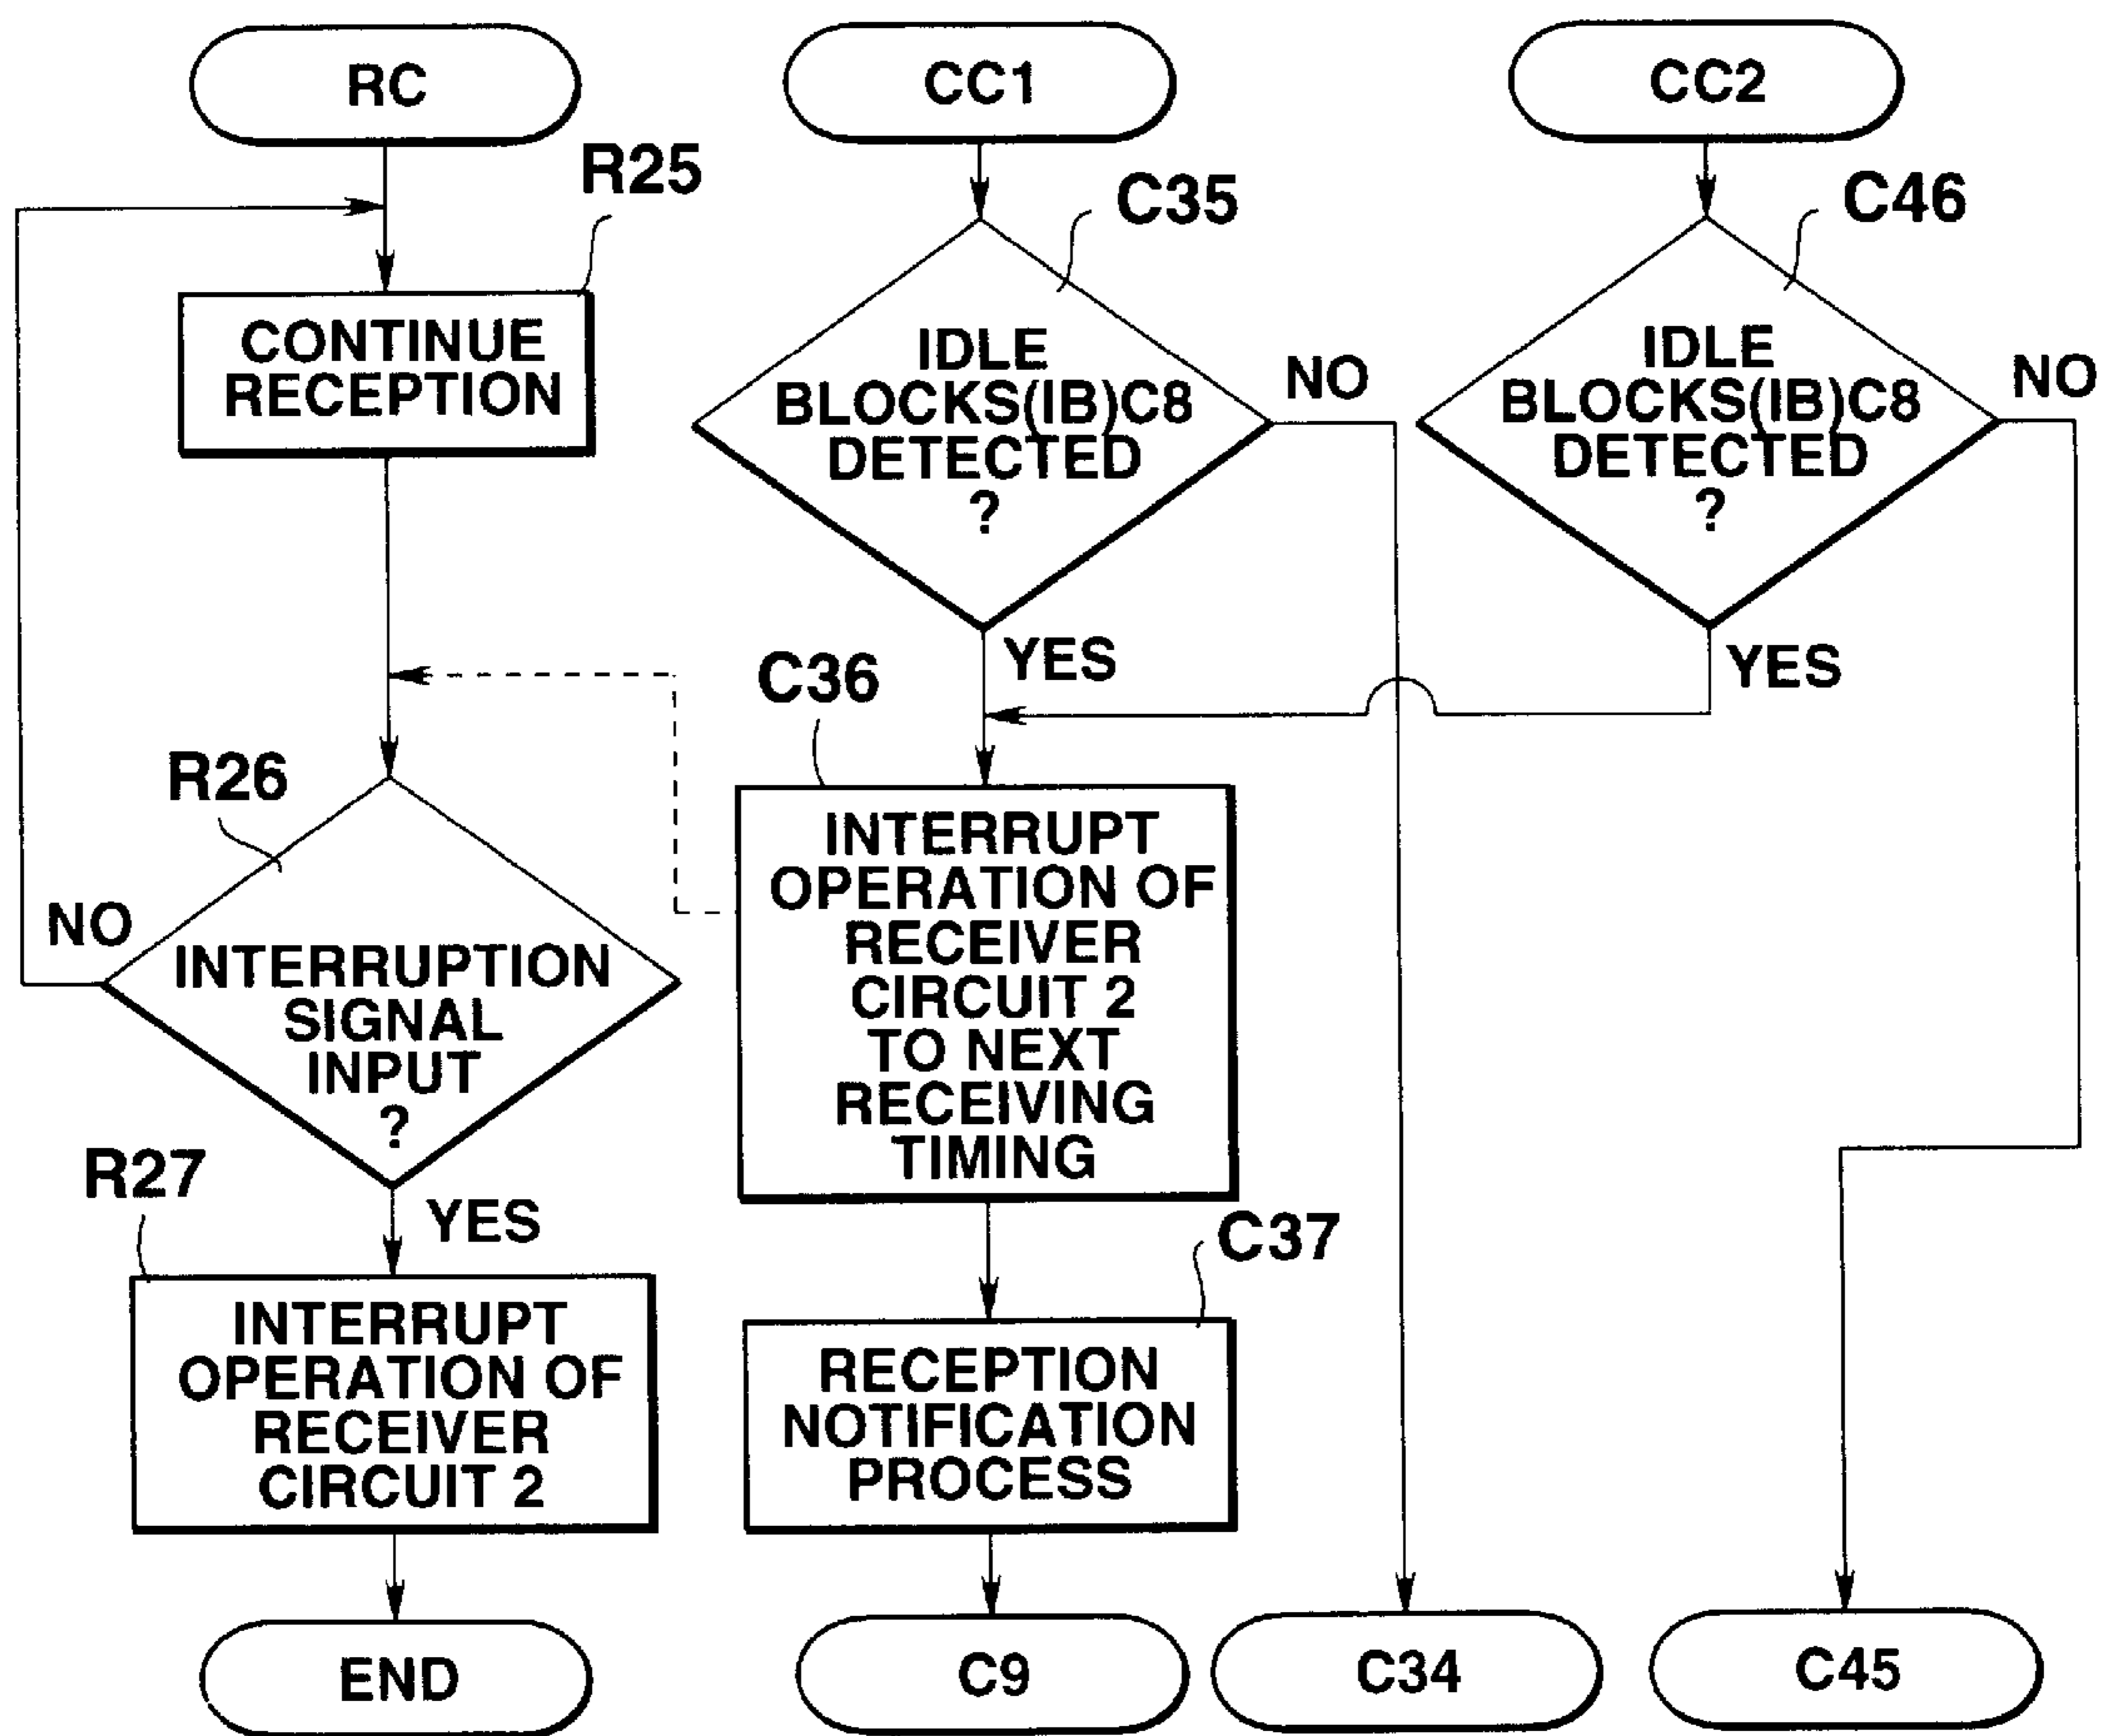 RC
R25
CONTINUE
RECEPTION
R26
NO
INTERRUPTION
SIGNAL
INPUT
?
YES
R27
INTERRUPT
OPERATION OF
RECEIVER
CIRCUIT 2
END
CC1
C35
IDLE
BLOCKS(IB)C8
DETECTED
?
NO
YES
C36
INTERRUPT
OPERATION OF
RECEIVER
CIRCUIT 2
TO NEXT
RECEIVING
TIMING
C37
RECEPTION
NOTIFICATION
PROCESS
C9
C34
CC2
C46
IDLE
BLOCKS(IB)C8
DETECTED
?
NO
YES
C45